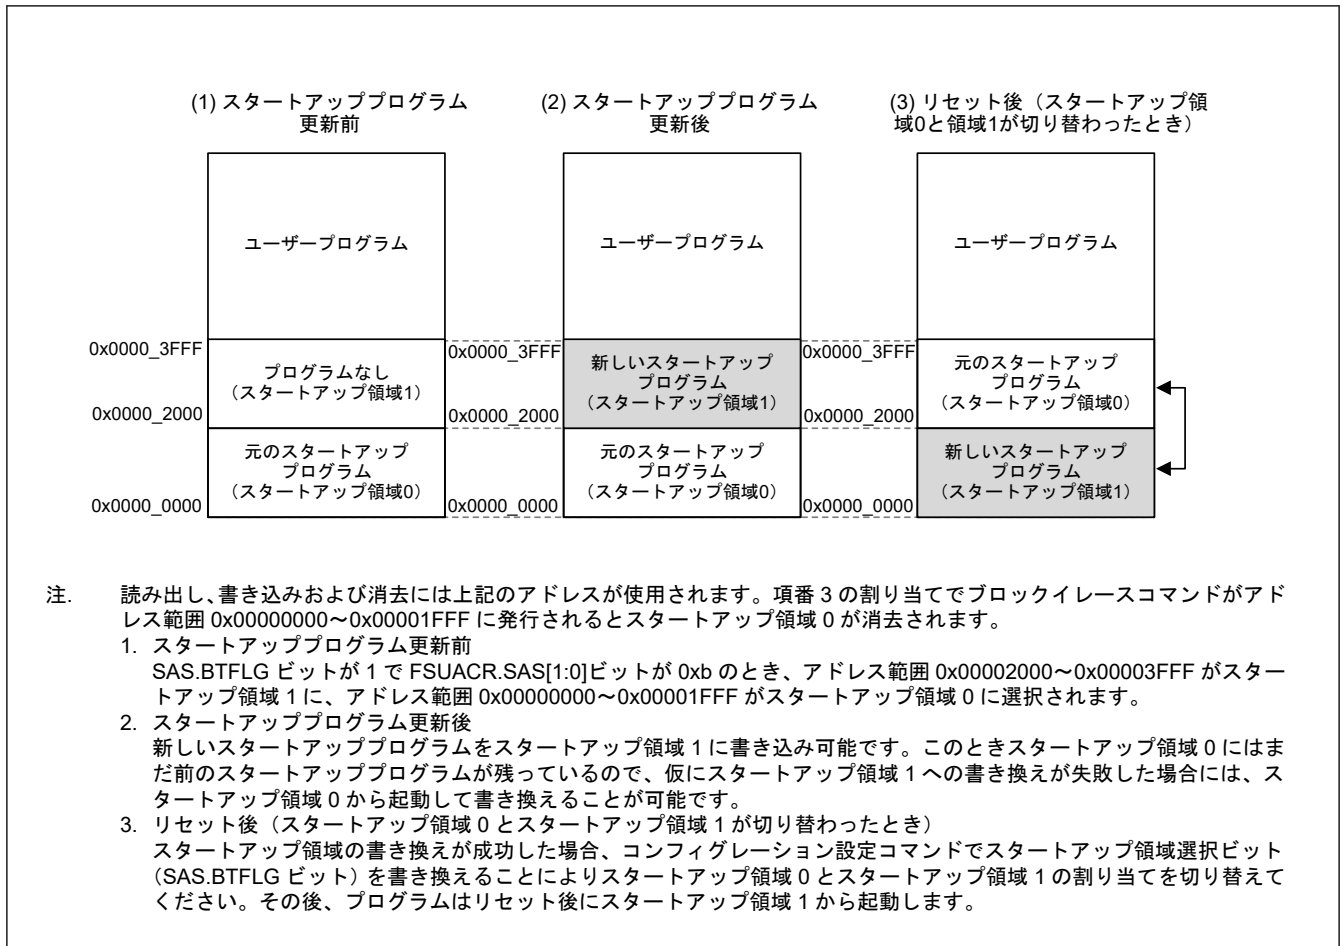 (1) スタートアッププログラム
更新前
(2) スタートアッププログラム
更新後
(3) リセット後（スタートアップ領
域0と領域1が切り替わったとき）
ユーザープログラム
ユーザープログラム
ユーザープログラム
0x0000_3FFF
プログラムなし
（スタートアップ領域1）
0x0000_2000
元のスタートアップ
プログラム
（スタートアップ領域0）
0x0000_0000
0x0000_3FFF
新しいスタートアップ
プログラム
（スタートアップ領域1）
0x0000_2000
元のスタートアップ
プログラム
（スタートアップ領域0）
0x0000_0000
0x0000_3FFF
元のスタートアップ
プログラム
（スタートアップ領域0）
0x0000_2000
新しいスタートアップ
プログラム
（スタートアップ領域1）
0x0000_0000
注. 読み出し、書き込みおよび消去には上記のアドレスが使用されます。項番 3 の割り当てでブロックイレースコマンドがアド
レス範囲 0x00000000～0x00001FFF に発行されるとスタートアップ領域 0 が消去されます。
1. スタートアッププログラム更新前
SAS.BTFLG ビットが 1 で FSUACR.SAS[1:0]ビットが 0xb のとき、アドレス範囲 0x00002000～0x00003FFF がスター
トアップ領域 1 に、アドレス範囲 0x00000000～0x00001FFF がスタートアップ領域 0 に選択されます。
2. スタートアッププログラム更新後
新しいスタートアッププログラムをスタートアップ領域 1 に書き込み可能です。このときスタートアップ領域 0 にはま
だ前のスタートアッププログラムが残っているので、仮にスタートアップ領域 1 への書き換えが失敗した場合には、ス
タートアップ領域 0 から起動して書き換えることが可能です。
3. リセット後（スタートアップ領域 0 とスタートアップ領域 1 が切り替わったとき）
スタートアップ領域の書き換えが成功した場合、コンフィグレーション設定コマンドでスタートアップ領域選択ビット
（SAS.BTFLG ビット）を書き換えることによりスタートアップ領域 0 とスタートアップ領域 1 の割り当てを切り替えて
ください。その後、プログラムはリセット後にスタートアップ領域 1 から起動します。